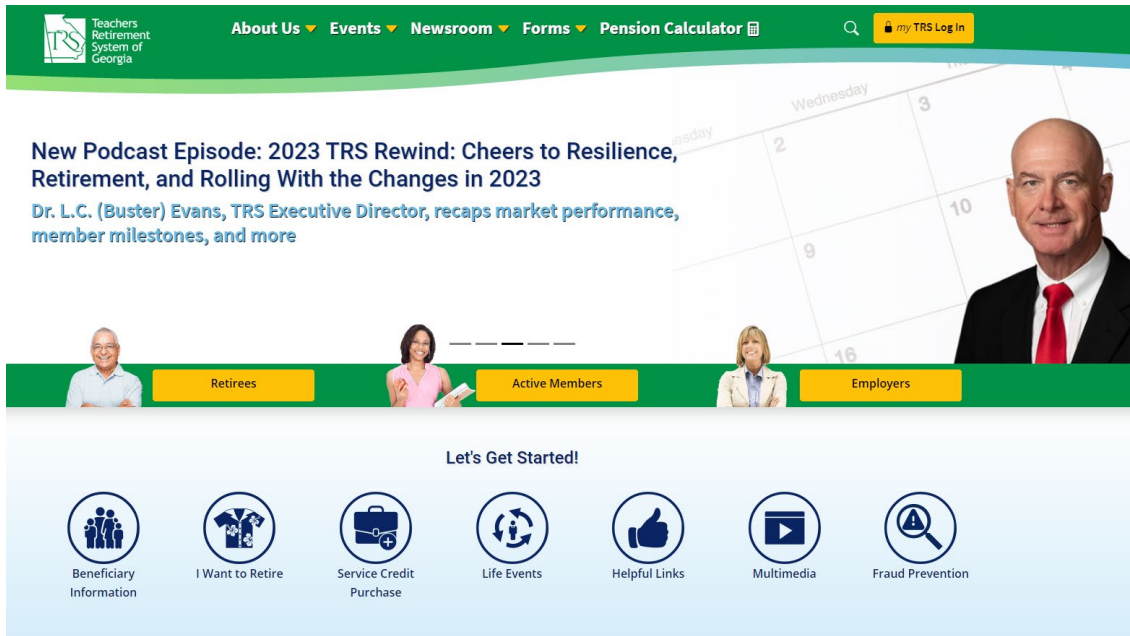 TRS
Teachers
Retirement
System of
Georgia
About Us Events Newsroom Forms Pension Calculator
my TRS Log In
Wednesday
3
2
10
9
16
New Podcast Episode: 2023 TRS Rewind: Cheers to Resilience,
Retirement, and Rolling With the Changes in 2023
Dr. L.C. (Buster) Evans, TRS Executive Director, recaps market performance,
member milestones, and more
Retirees
Active Members
Employers
Let's Get Started!
Beneficiary
Information
I Want to Retire
Service Credit
Purchase
Life Events
Helpful Links
Multimedia
Fraud Prevention